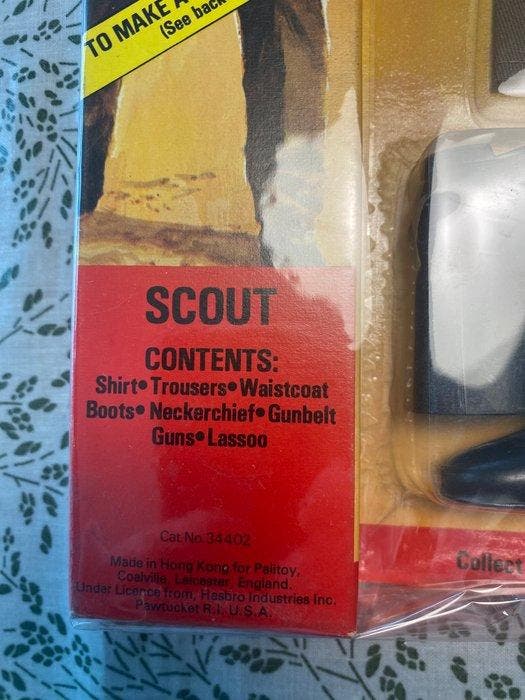 TO MAKE A
(See back
SCOUT
CONTENTS:
Shirt• Trousers• Waistcoat
Boots• Neckerchief• Gunbelt
Guns• Lassoo
Cat No. 34402
Made in Hong Kong for Palitoy,
Coalville, Leicester, England.
Under Licence from, Hasbro Industries Inc.
Pawtucket R.I. U.S.A.
Collect